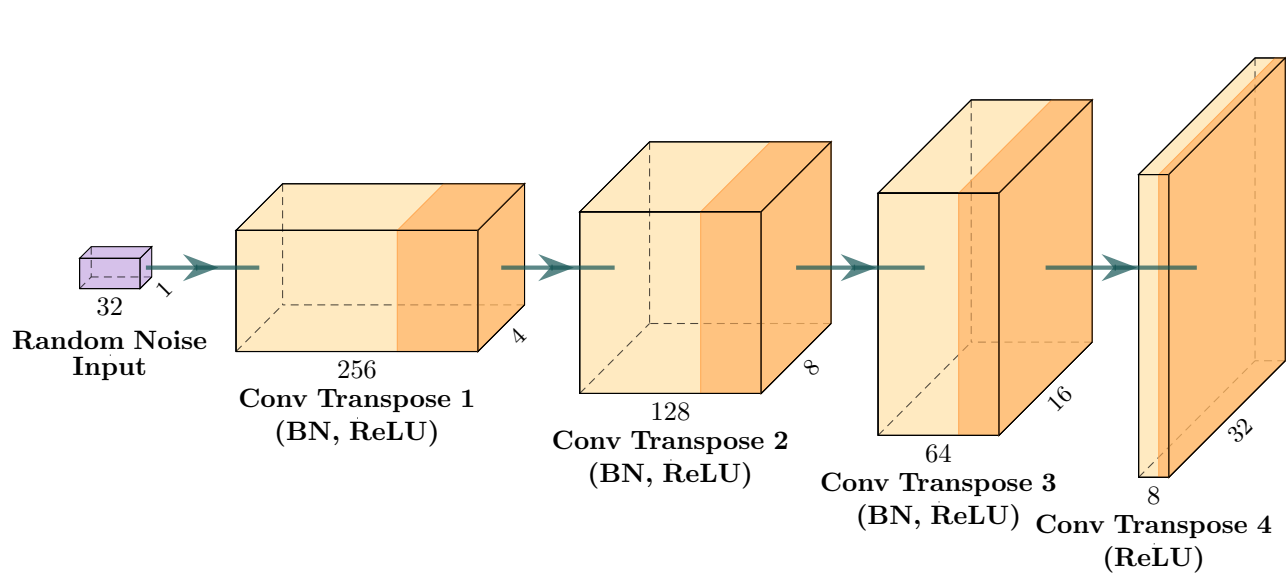 32
1
Random Noise
Input
256
4
Conv Transpose 1
(BN, ReLU)
128
8
Conv Transpose 2
(BN, ReLU)
64
16
Conv Transpose 3
(BN, ReLU)
8
32
Conv Transpose 4
(ReLU)